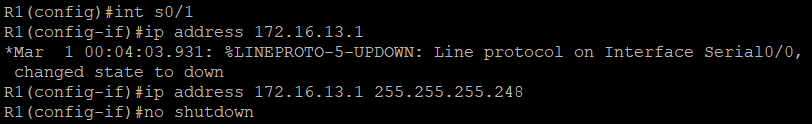 R1(config)#int s0/1
R1(config-if)#ip address 172.16.13.1
*Mar  1 00:04:03.931: %LINEPROTO-5-UPDOWN: Line protocol on Interface Serial0/0,
 changed state to down
R1(config-if)#ip address 172.16.13.1 255.255.255.248
R1(config-if)#no shutdown